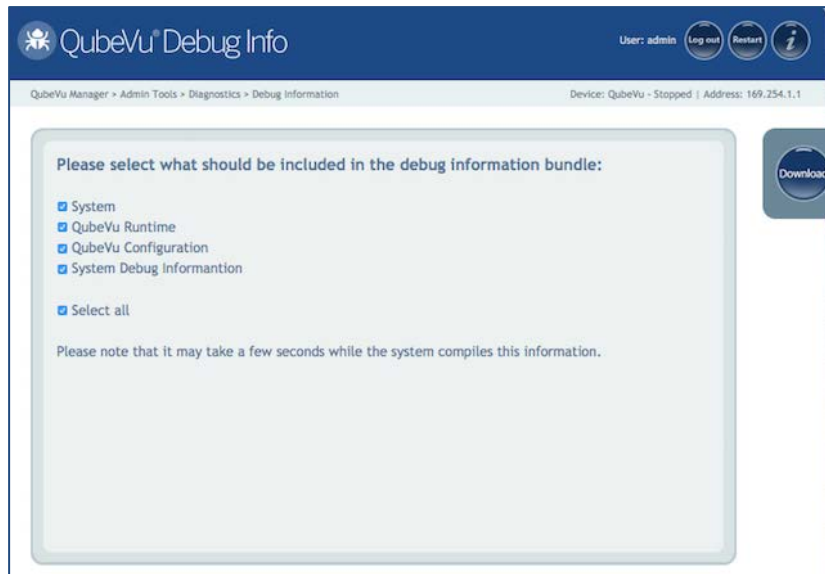 QubeVu® Debug Info
User: admin
Log out
Restart
i
QubeVu Manager > Admin Tools > Diagnostics > Debug Information
Device: QubeVu - Stopped | Address: 169.254.1.1
Please select what should be included in the debug information bundle:
Download
System
QubeVu Runtime
QubeVu Configuration
System Debug Informantion
Select all
Please note that it may take a few seconds while the system compiles this information.